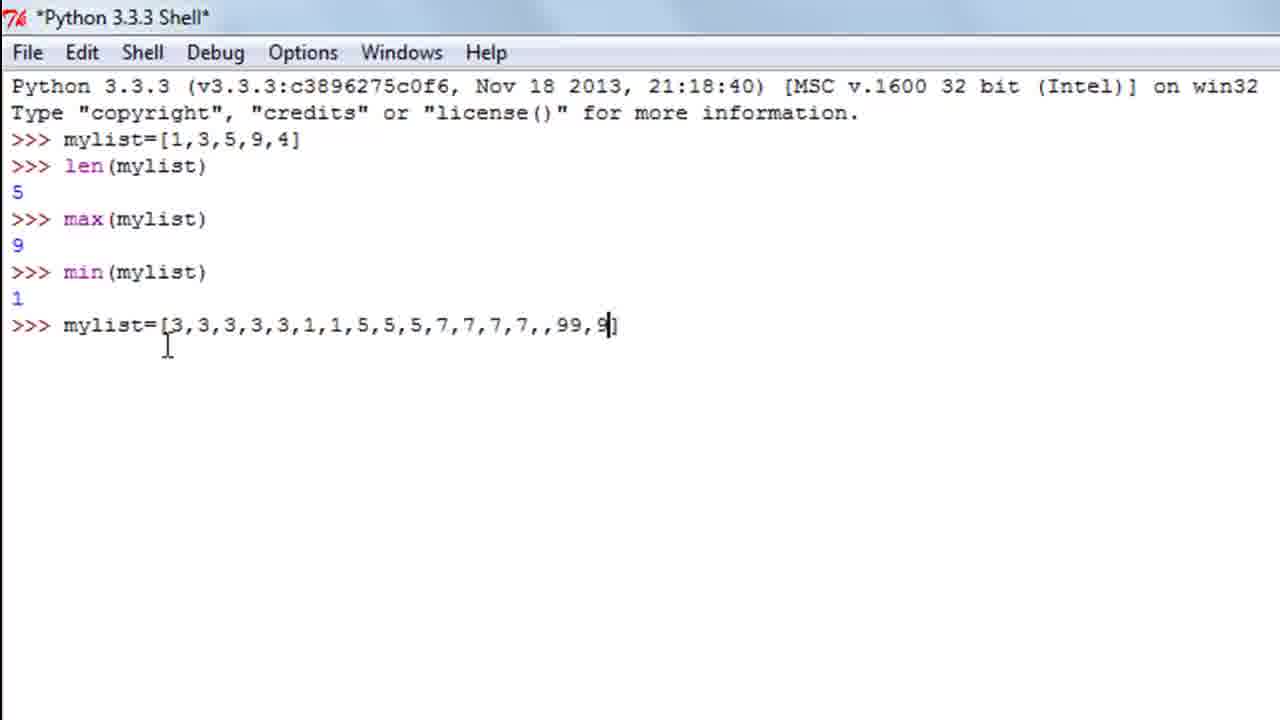 *Python 3.3.3 Shell*
File Edit Shell Debug Options Windows Help
Python 3.3.3 (v3.3.3:c3896275c0f6, Nov 18 2013, 21:18:40) [MSC v.1600 32 bit (Intel)] on win32
Type "copyright", "credits" or "license()" for more information.
>>> mylist=[1,3,5,9,4]
>>> len(mylist)
5
>>> max(mylist)
9
>>> min(mylist)
1
>>> mylist=[3,3,3,3,3,1,1,5,5,5,7,7,7,7,,99,9]